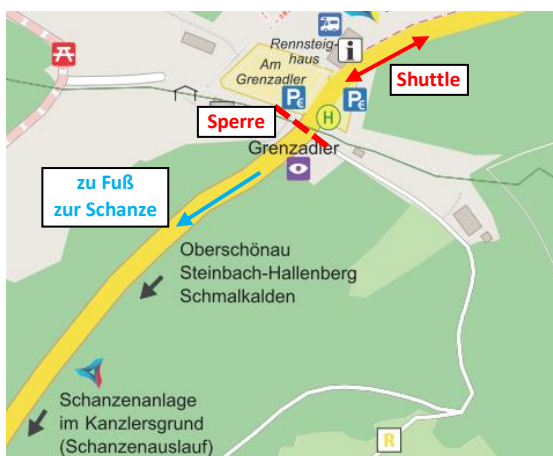 Rennsteig-
haus
i
Am
Grenzadler
P€
P€
H
Shuttle
Sperre
Grenzadler
zu Fuß
zur Schanze
Oberschönau
Steinbach-Hallenberg
Schmalkalden
Schanzenanlage
im Kanzlersgrund
(Schanzenauslauf)
R